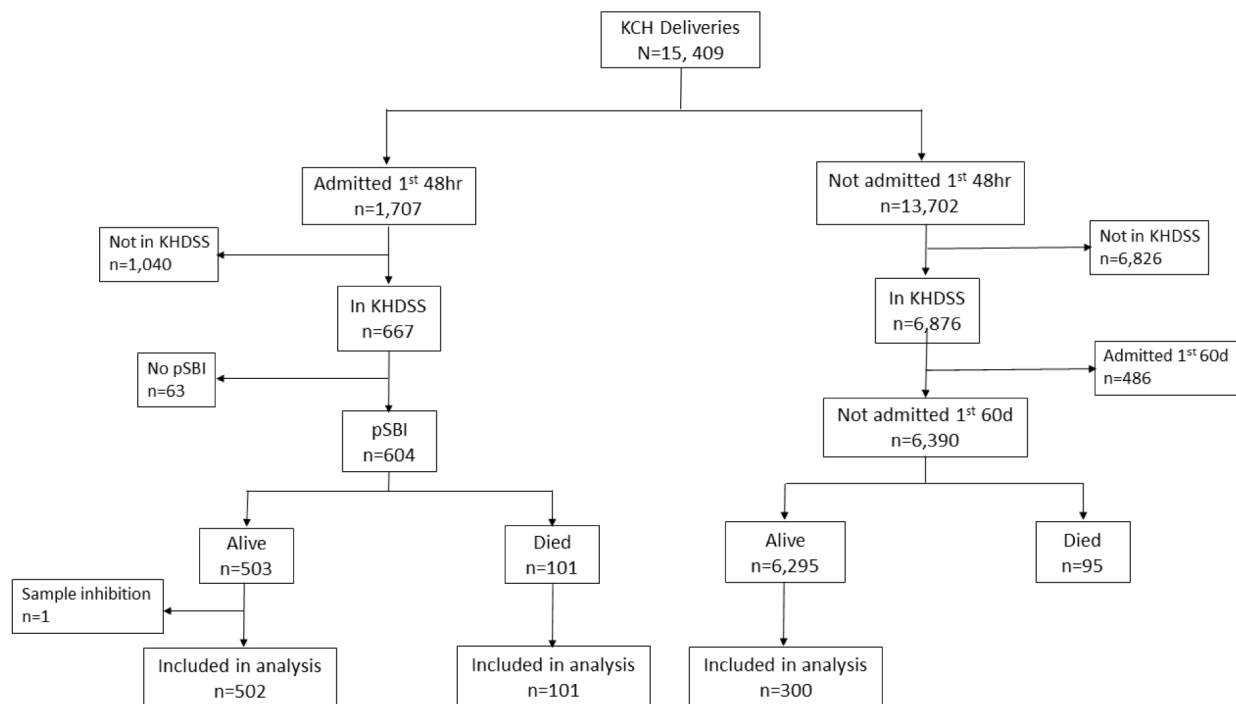 KCH Deliveries
N=15, 409
Admitted 1st 48hr
n=1,707
Not admitted 1st 48hr
n=13,702
Not in KHDSS
n=1,040
Not in KHDSS
n=6,826
In KHDSS
n=667
In KHDSS
n=6,876
No pSBI
n=63
Admitted 1st 60d
n=486
pSBI
n=604
Not admitted 1st 60d
n=6,390
Alive
n=503
Died
n=101
Alive
n=6,295
Died
n=95
Sample inhibition
n=1
Included in analysis
n=502
Included in analysis
n=101
Included in analysis
n=300